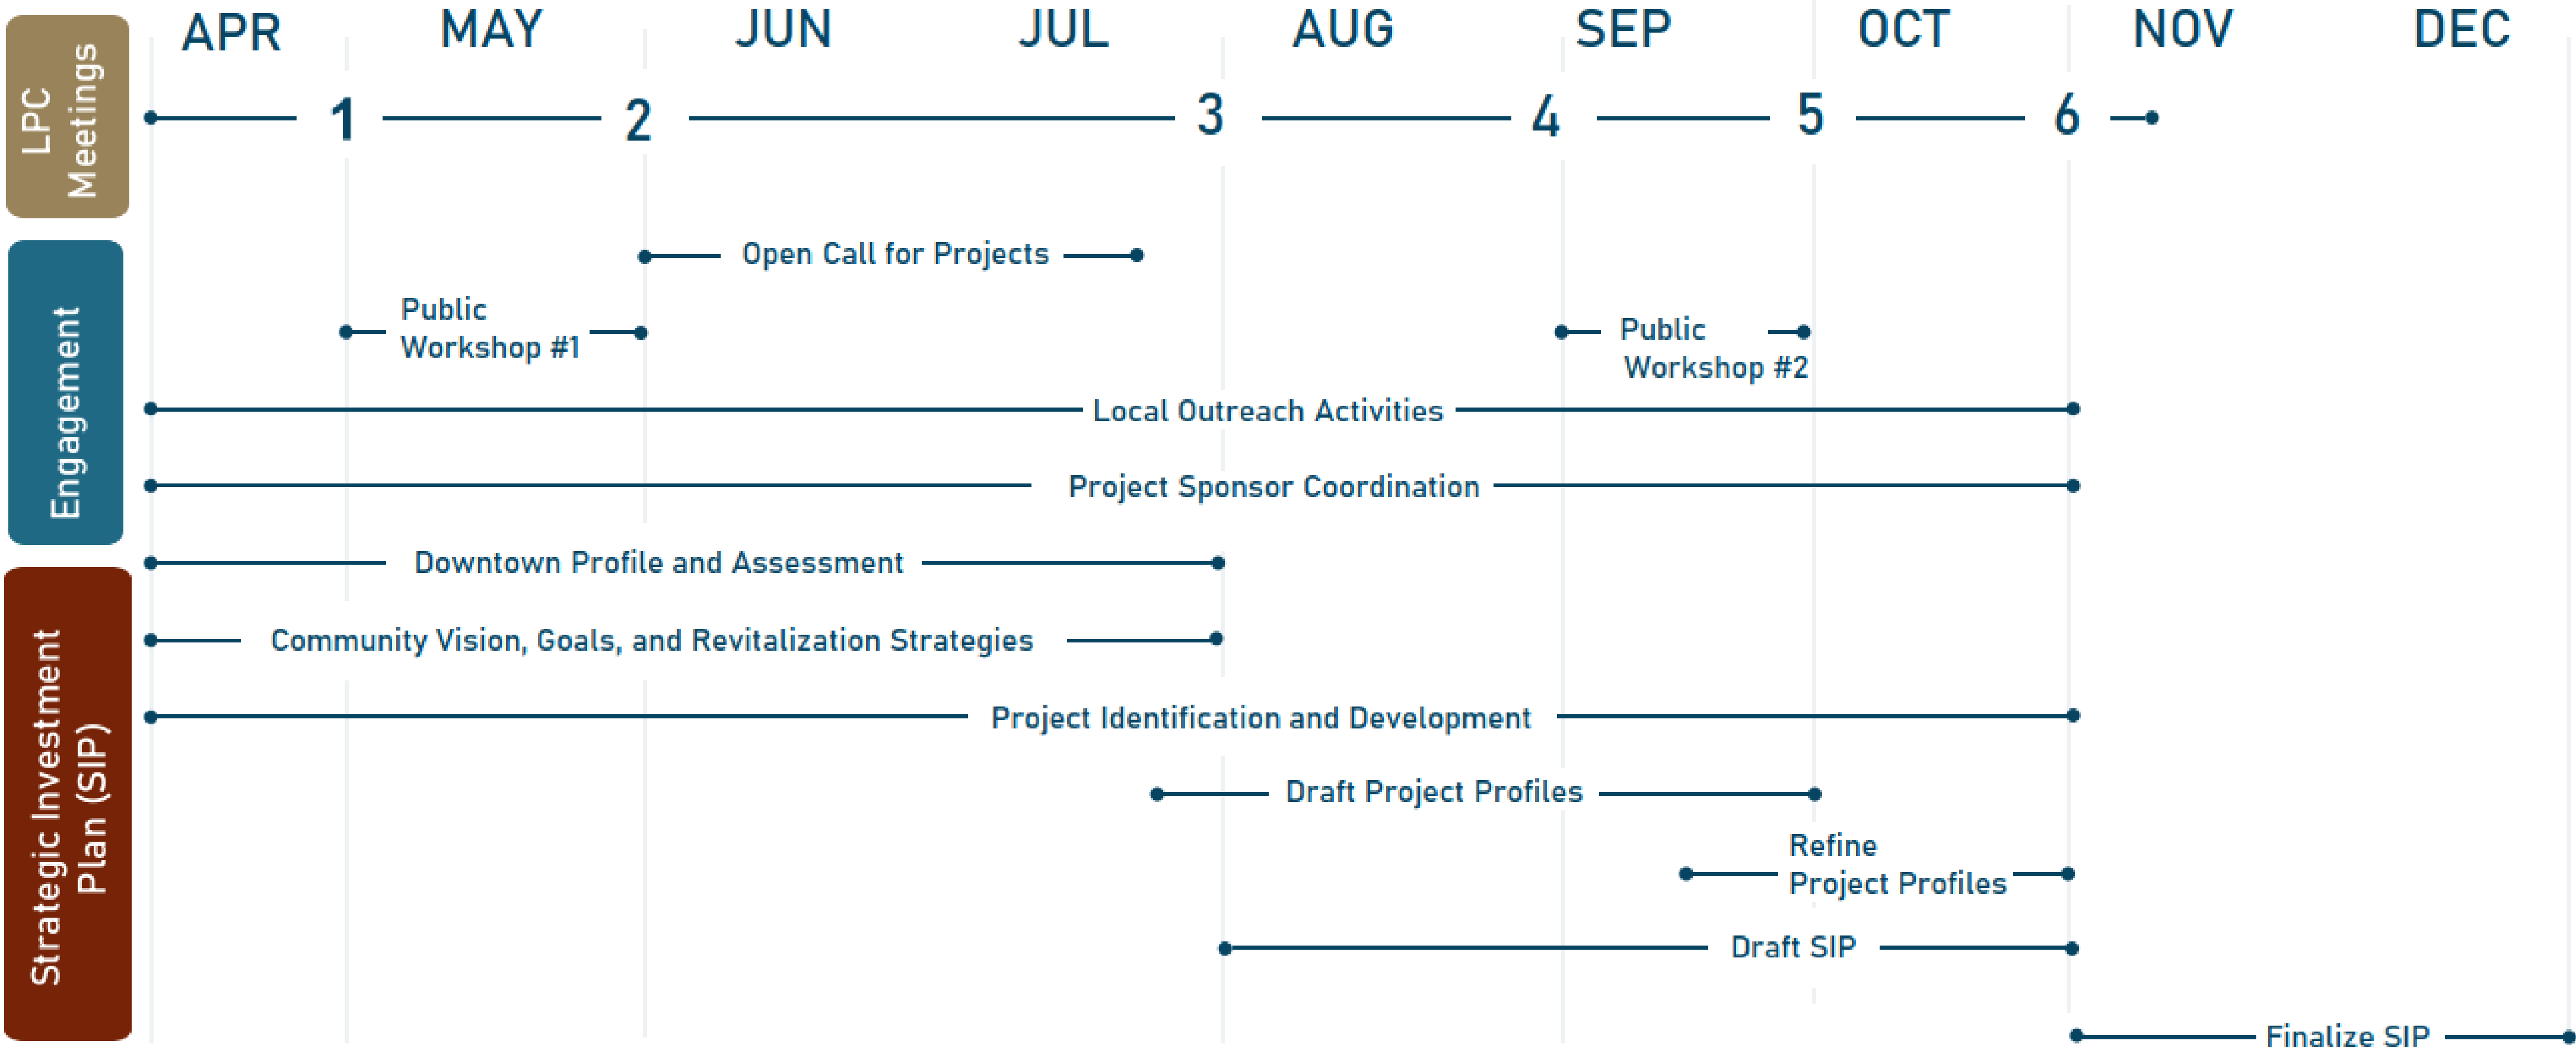 APR MAY JUN JUL AUG SEP OCT NOV DEC
LPC
Meetings
1 2 3 4 5 6
Engagement
Open Call for Projects
Public
Workshop #1
Public
Workshop #2
Local Outreach Activities
Project Sponsor Coordination
Strategic Investment
Plan (SIP)
Downtown Profile and Assessment
Community Vision, Goals, and Revitalization Strategies
Project Identification and Development
Draft Project Profiles
Refine
Project Profiles
Draft SIP
Finalize SIP